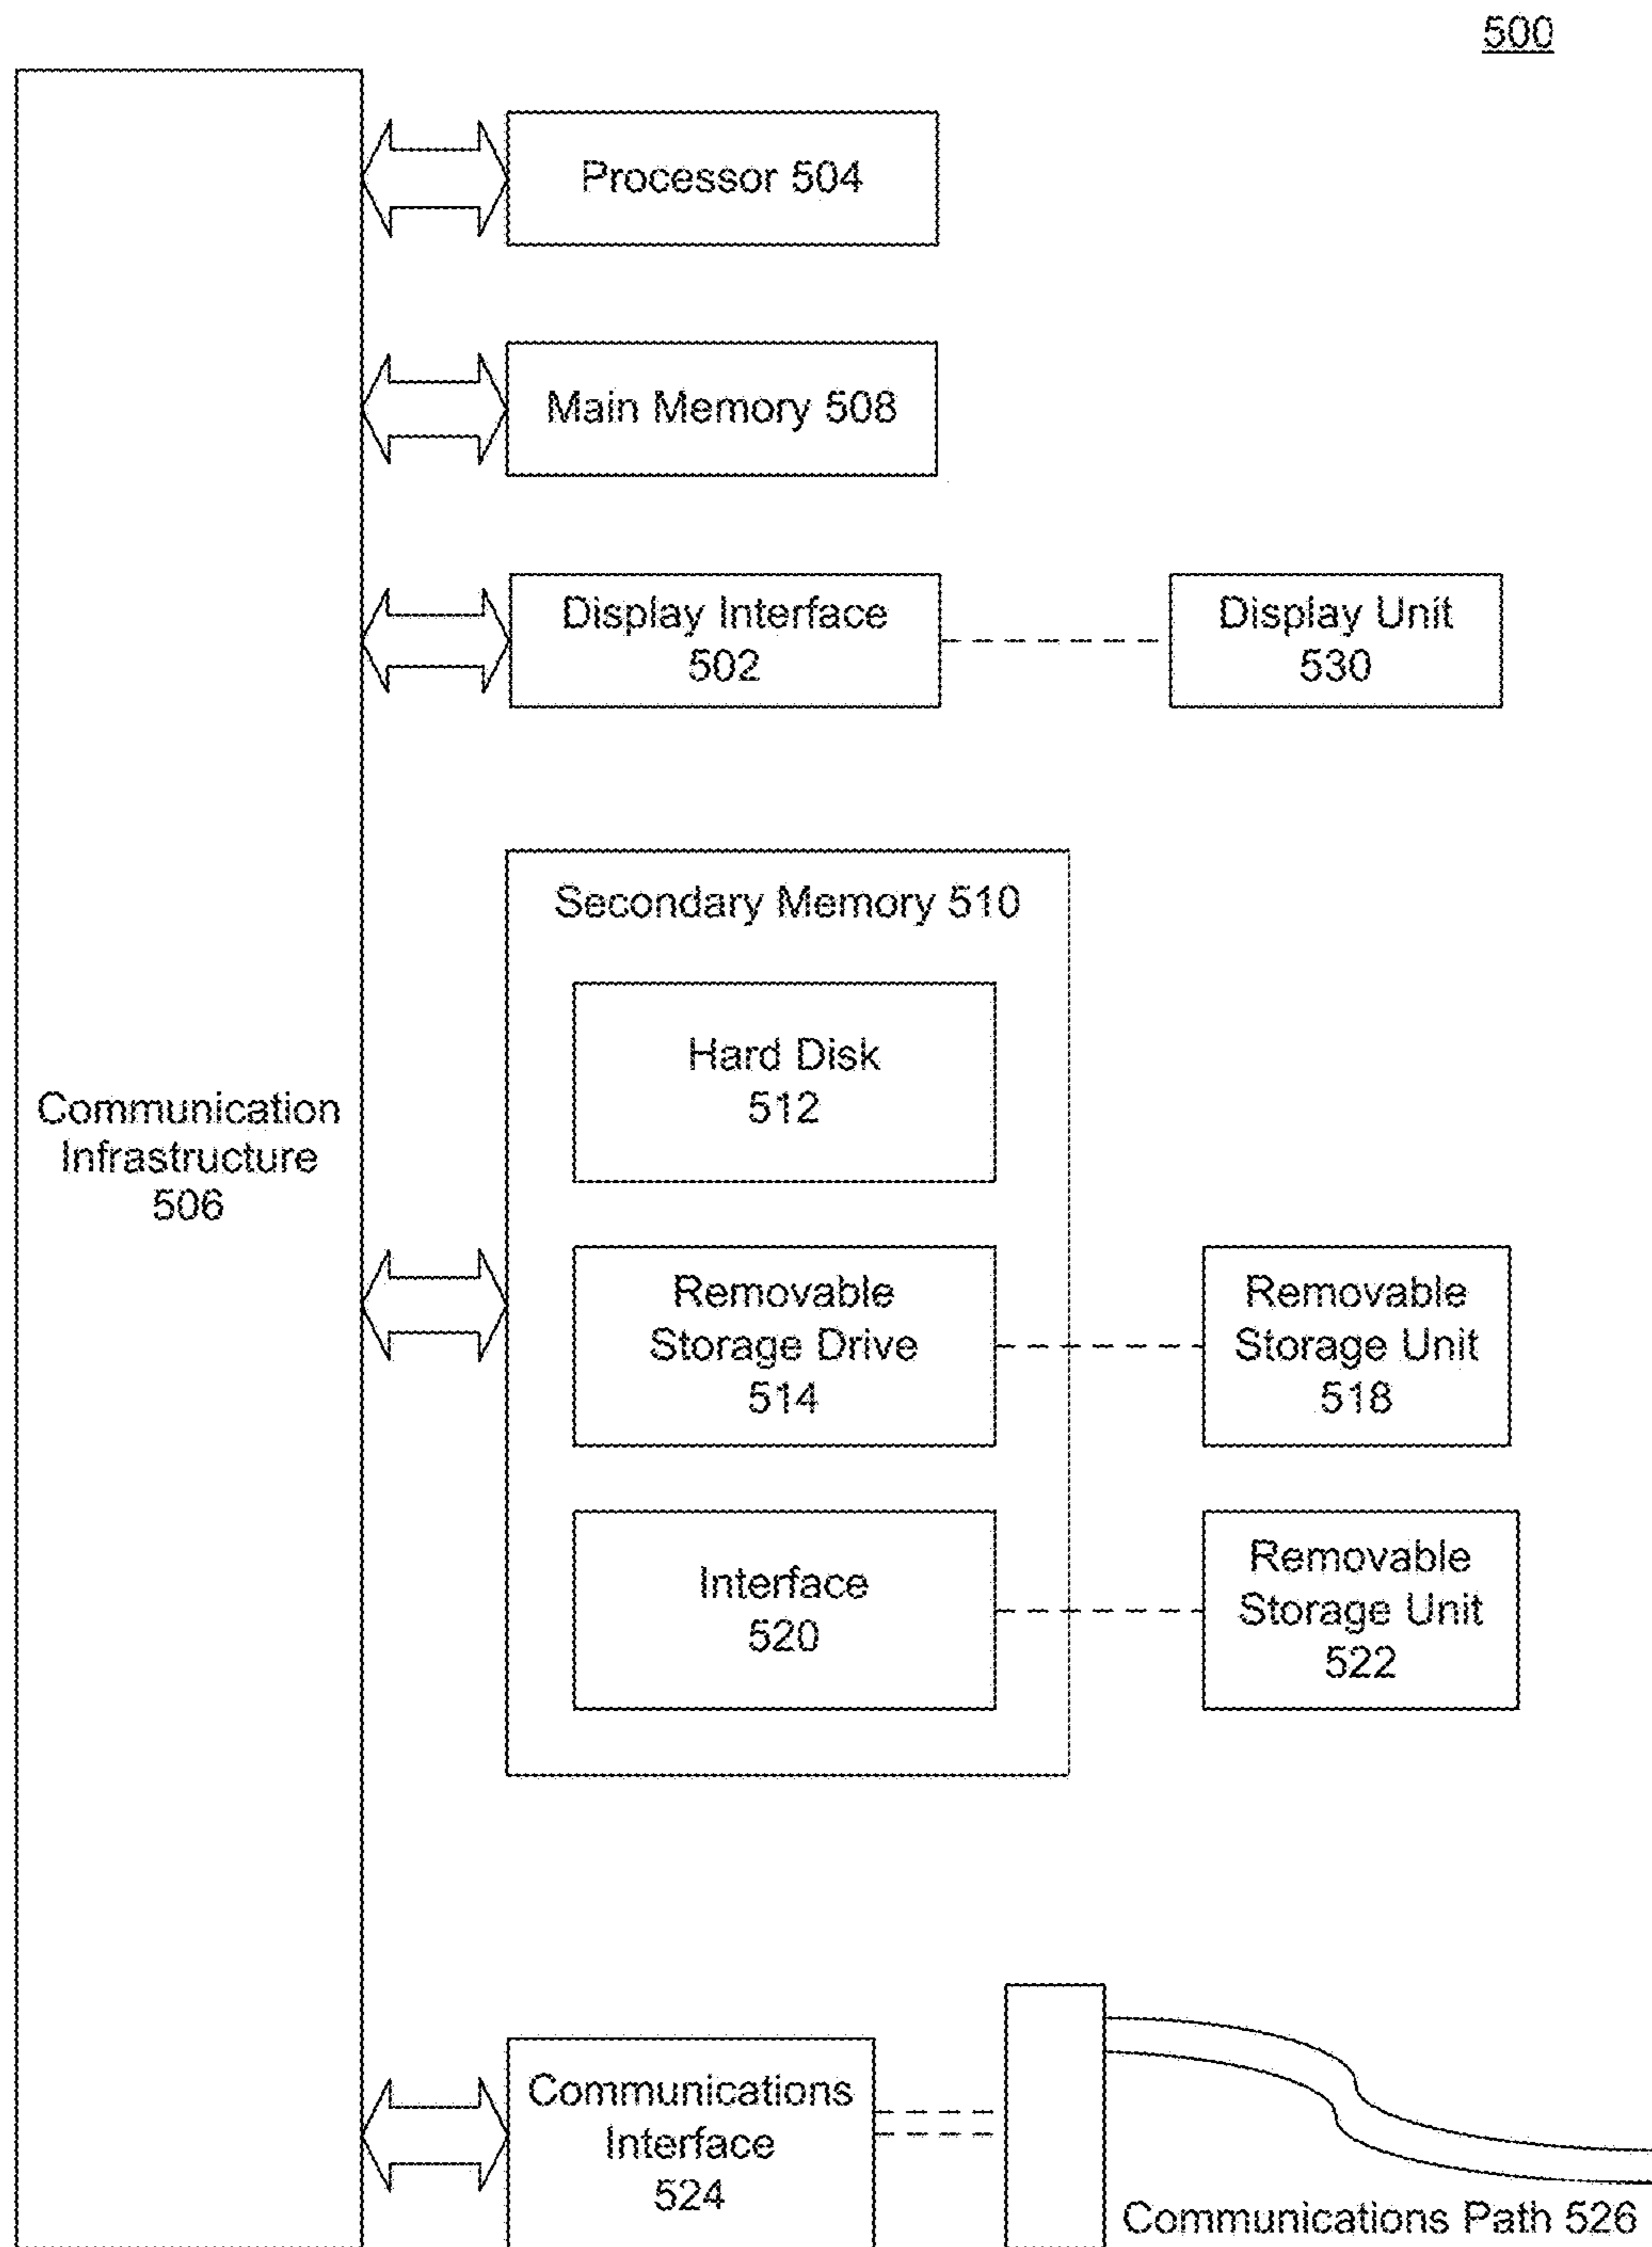 500
Processor 504
Main Memory 508
Display Interface
502
Display Unit
530
Secondary Memory 510
Hard Disk
512
Communication
Infrastructure
506
Removable
Storage Drive
514
Removable
Storage Unit
518
Interface
520
Removable
Storage Unit
522
Communications
Interface
524
Communications Path 526